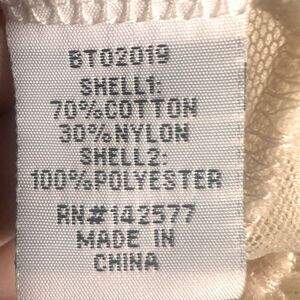 BT02019
SHELL1:
70%COTTON
30%NYLON
SHELL2:
100%POLYESTER
RN#142577
MADE IN
CHINA